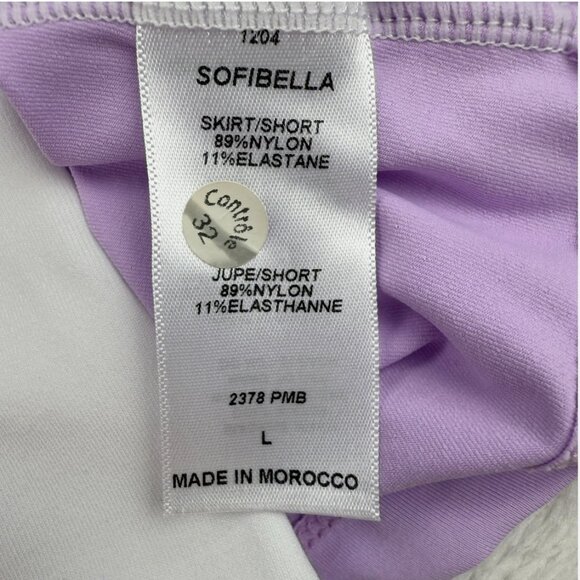 1204
SOFIBELLA
SKIRT/SHORT
89%NYLON
11%ELASTANE
Controle
32
JUPE/SHORT
89%NYLON
11%ELASTHANNE
2378 PMB
L
MADE IN MOROCCO